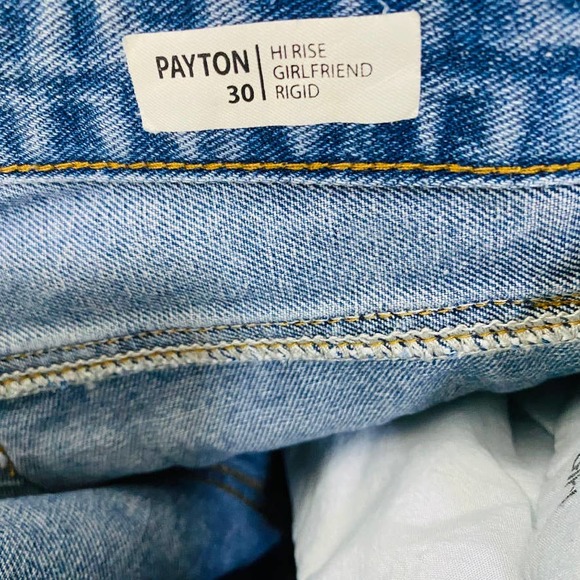 PAYTON
30
HI RISE
GIRLFRIEND
RIGID